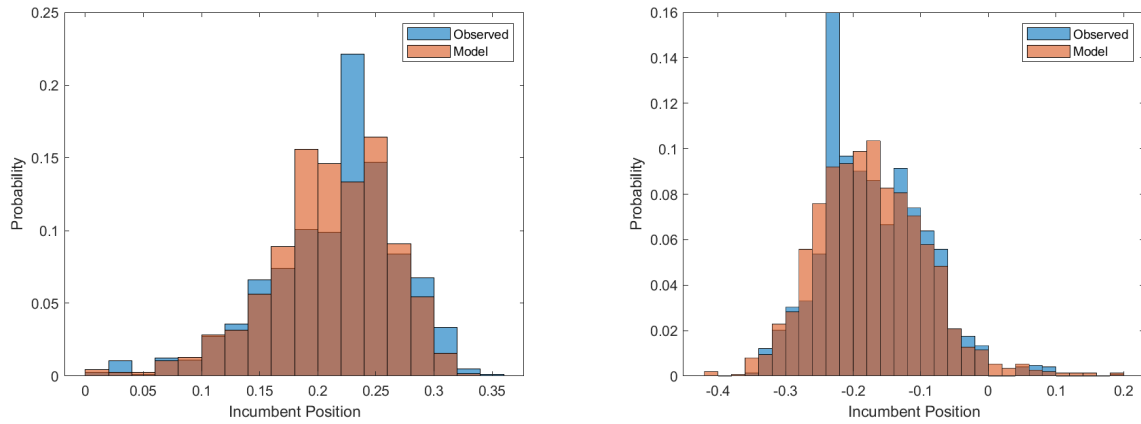 0.25
0.2
0.15
0.1
0.05
0
Probability
0 0.05 0.1 0.15 0.2 0.25 0.3 0.35
Incumbent Position
Observed
Model
0.16
0.14
0.12
0.1
0.08
0.06
0.04
0.02
0
Probability
-0.4 -0.3 -0.2 -0.1 0 0.1 0.2
Incumbent Position
Observed
Model